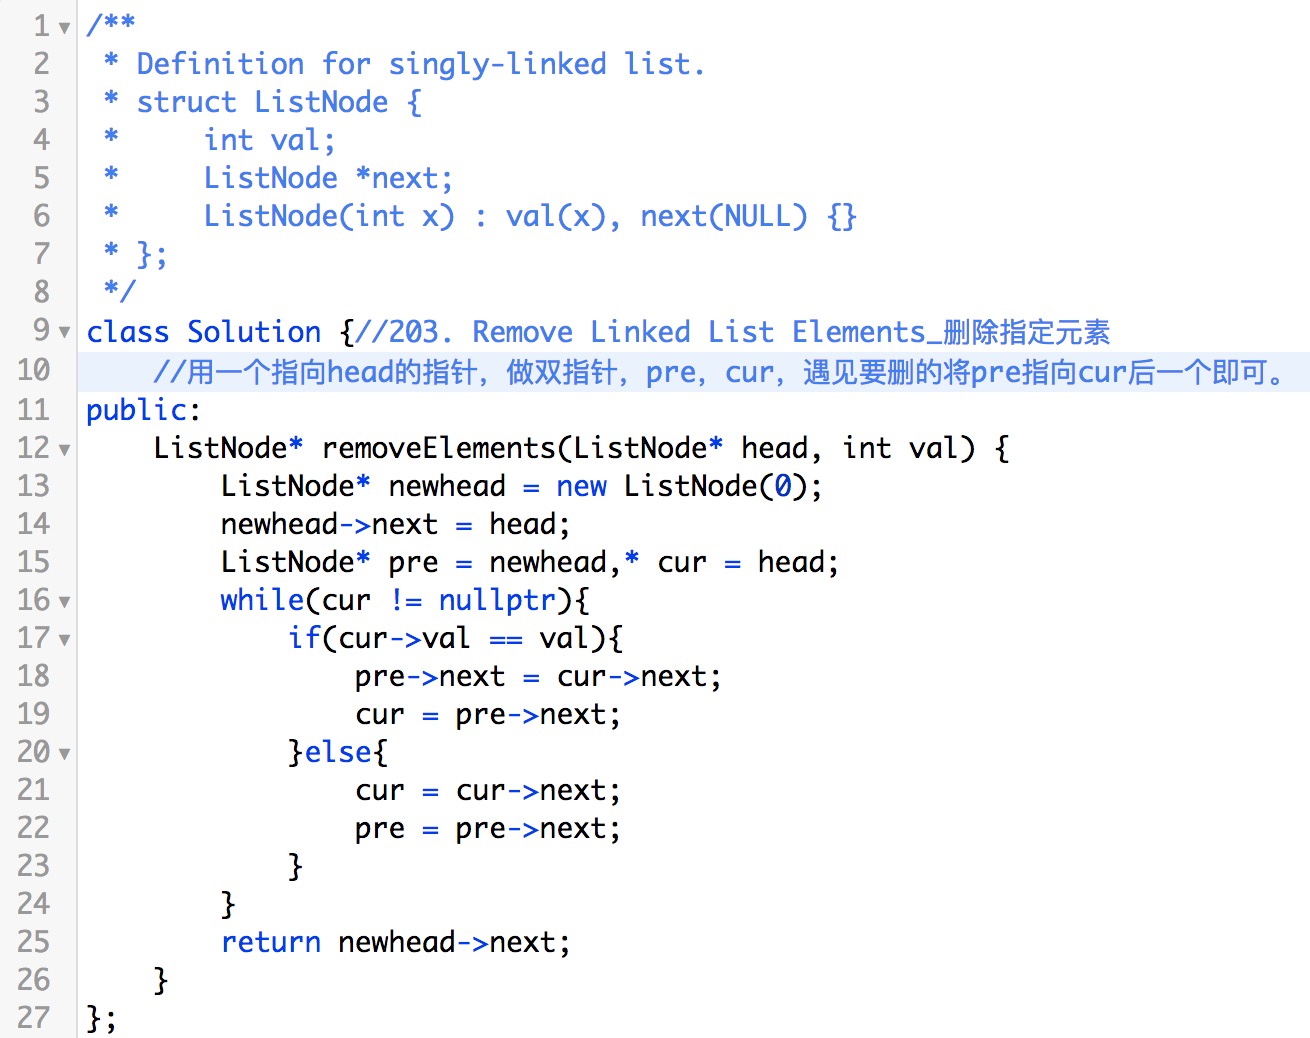 1 /**
2  * Definition for singly-linked list.
3  * struct ListNode {
4  *     int val;
5  *     ListNode *next;
6  *     ListNode(int x) : val(x), next(NULL) {}
7  * };
8  */
9 class Solution {//203. Remove Linked List Elements_删除指定元素
10     //用一个指向head的指针，做双指针，pre，cur，遇见要删的将pre指向cur后一个即可。
11 public:
12     ListNode* removeElements(ListNode* head, int val) {
13         ListNode* newhead = new ListNode(0);
14         newhead->next = head;
15         ListNode* pre = newhead,* cur = head;
16         while(cur != nullptr){
17             if(cur->val == val){
18                 pre->next = cur->next;
19                 cur = pre->next;
20             }else{
21                 cur = cur->next;
22                 pre = pre->next;
23             }
24         }
25         return newhead->next;
26     }
27 };